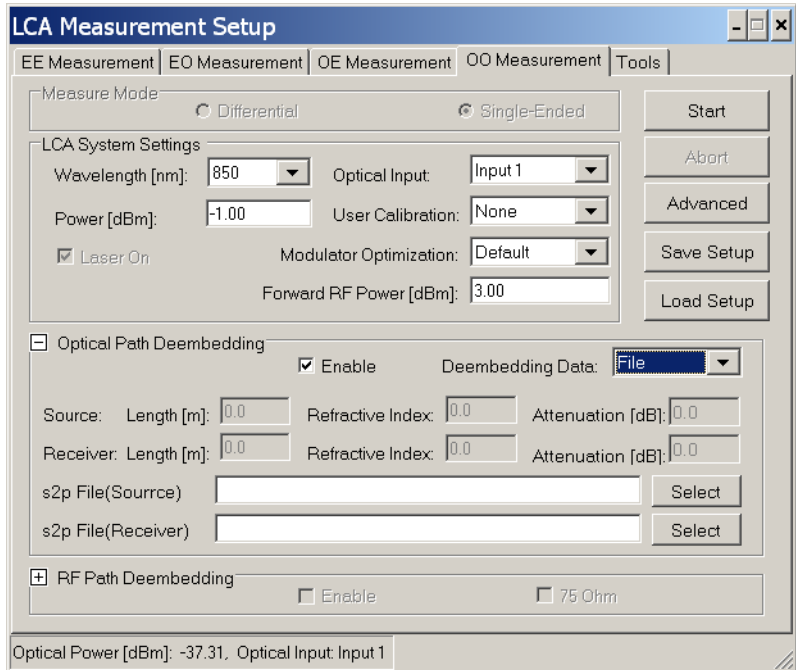 LCA Measurement Setup
EE Measurement EO Measurement OE Measurement OO Measurement Tools
Measure Mode
Differential Single-Ended Start
LCA System Settings
Wavelength [nm]: 850 Optical Input: Input 1 Abort
Power [dBm]: -1.00 User Calibration: None Advanced
Laser On Modulator Optimization: Default Save Setup
Forward RF Power [dBm]: 3.00 Load Setup
Optical Path Deembedding
Enable Deembedding Data: File
Source: Length [m]: 0.0 Refractive Index: 0.0 Attenuation [dB]: 0.0
Receiver: Length [m]: 0.0 Refractive Index: 0.0 Attenuation [dB]: 0.0
s2p File(Sourrce) Select
s2p File(Receiver) Select
RF Path Deembedding
Enable 75 Ohm
Optical Power [dBm]: -37.31, Optical Input: Input 1